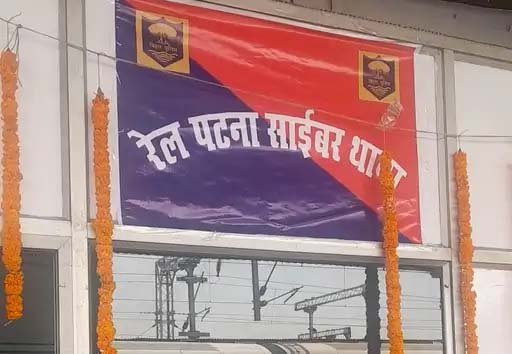 बिहार पुलिस
रेल पटना साईबर थाना